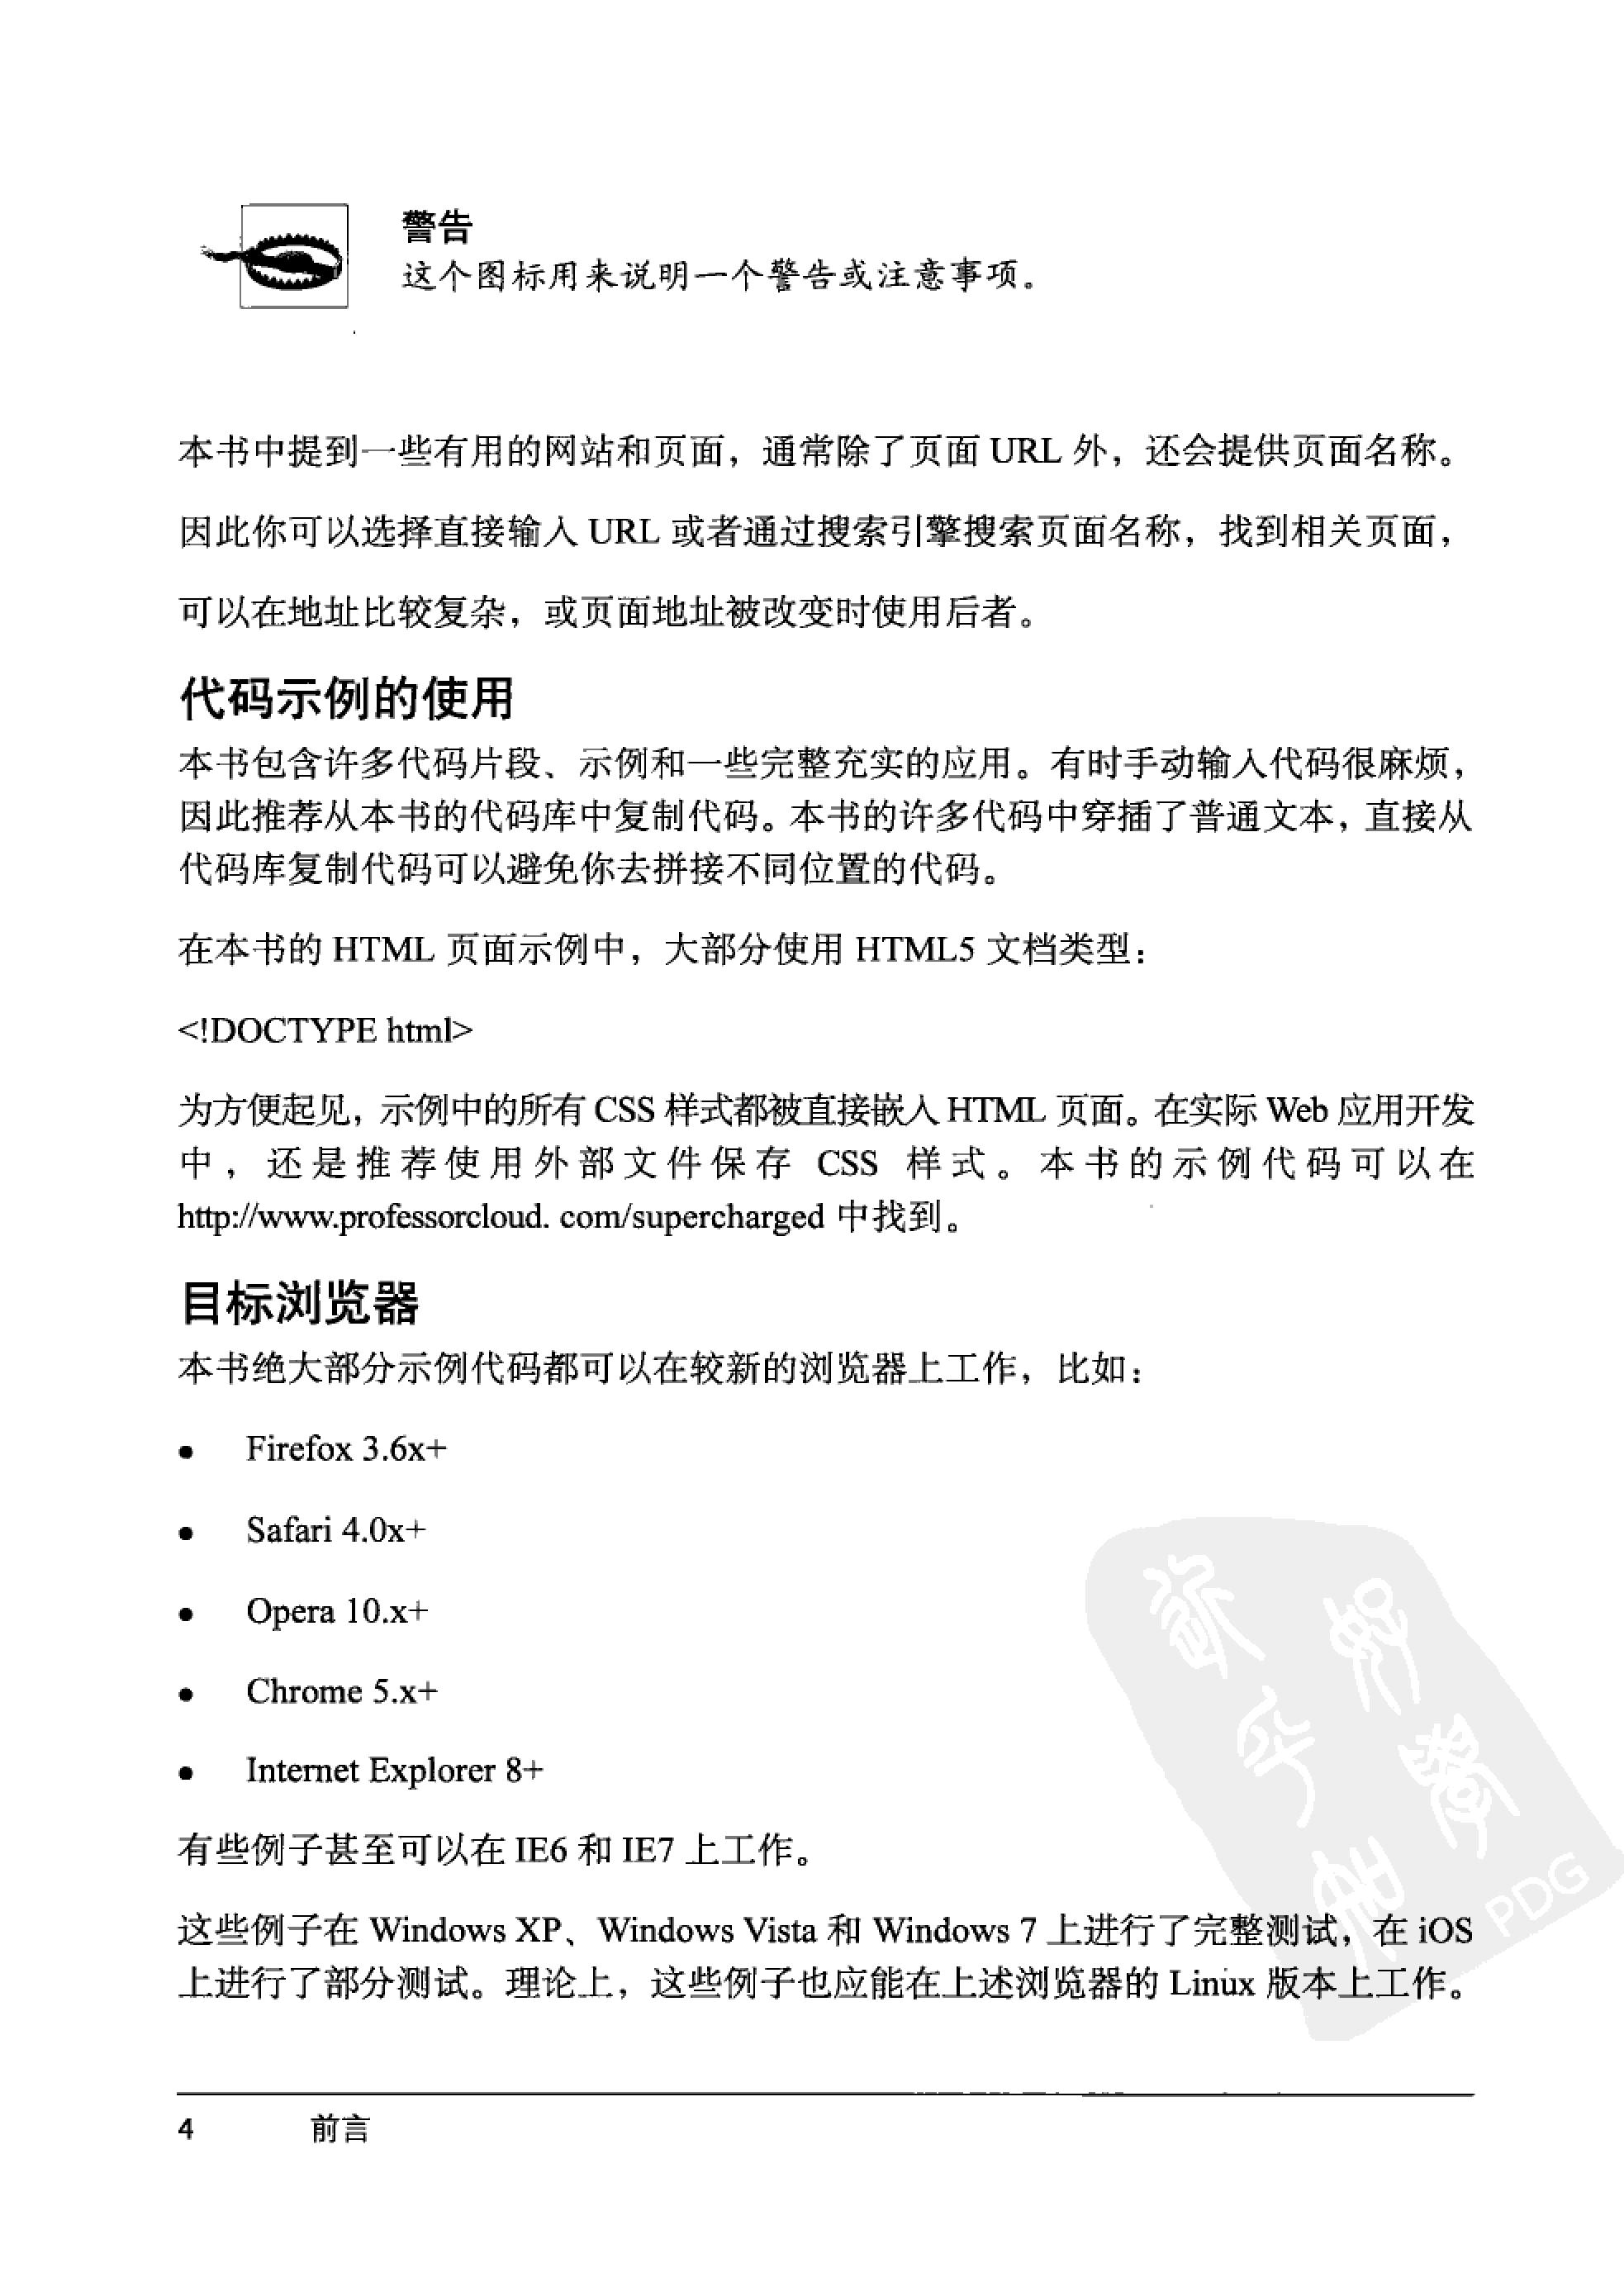 警告
这个图标用来说明一个警告或注意事项。
本书中提到一些有用的网站和页面，通常除了页面 URL 外，还会提供页面名称。
因此你可以选择直接输入 URL 或者通过搜索引擎搜索页面名称，找到相关页面，
可以在地址比较复杂，或页面地址被改变时使用后者。
代码示例的使用
本书包含许多代码片段、示例和一些完整充实的应用。有时手动输入代码很麻烦，
因此推荐从本书的代码库中复制代码。本书的许多代码中穿插了普通文本，直接从
代码库复制代码可以避免你去拼接不同位置的代码。
在本书的 HTML 页面示例中，大部分使用 HTML5 文档类型：
<!DOCTYPE html>
为方便起见，示例中的所有 CSS 样式都被直接嵌入 HTML 页面。在实际 Web 应用开发
中，还是推荐使用外部文件保存 CSS 样式。本书的示例代码可以在
http://www.professorcloud. com/supercharged 中找到。
目标浏览器
本书绝大部分示例代码都可以在较新的浏览器上工作，比如：
● Firefox 3.6x+
● Safari 4.0x+
● Opera 10.x+
● Chrome 5.x+
● Internet Explorer 8+
有些例子甚至可以在 IE6 和 IE7 上工作。
这些例子在 Windows XP、Windows Vista 和 Windows 7 上进行了完整测试，在 iOS
上进行了部分测试。理论上，这些例子也应能在上述浏览器的 Linux 版本上工作。
PDG
4 前言